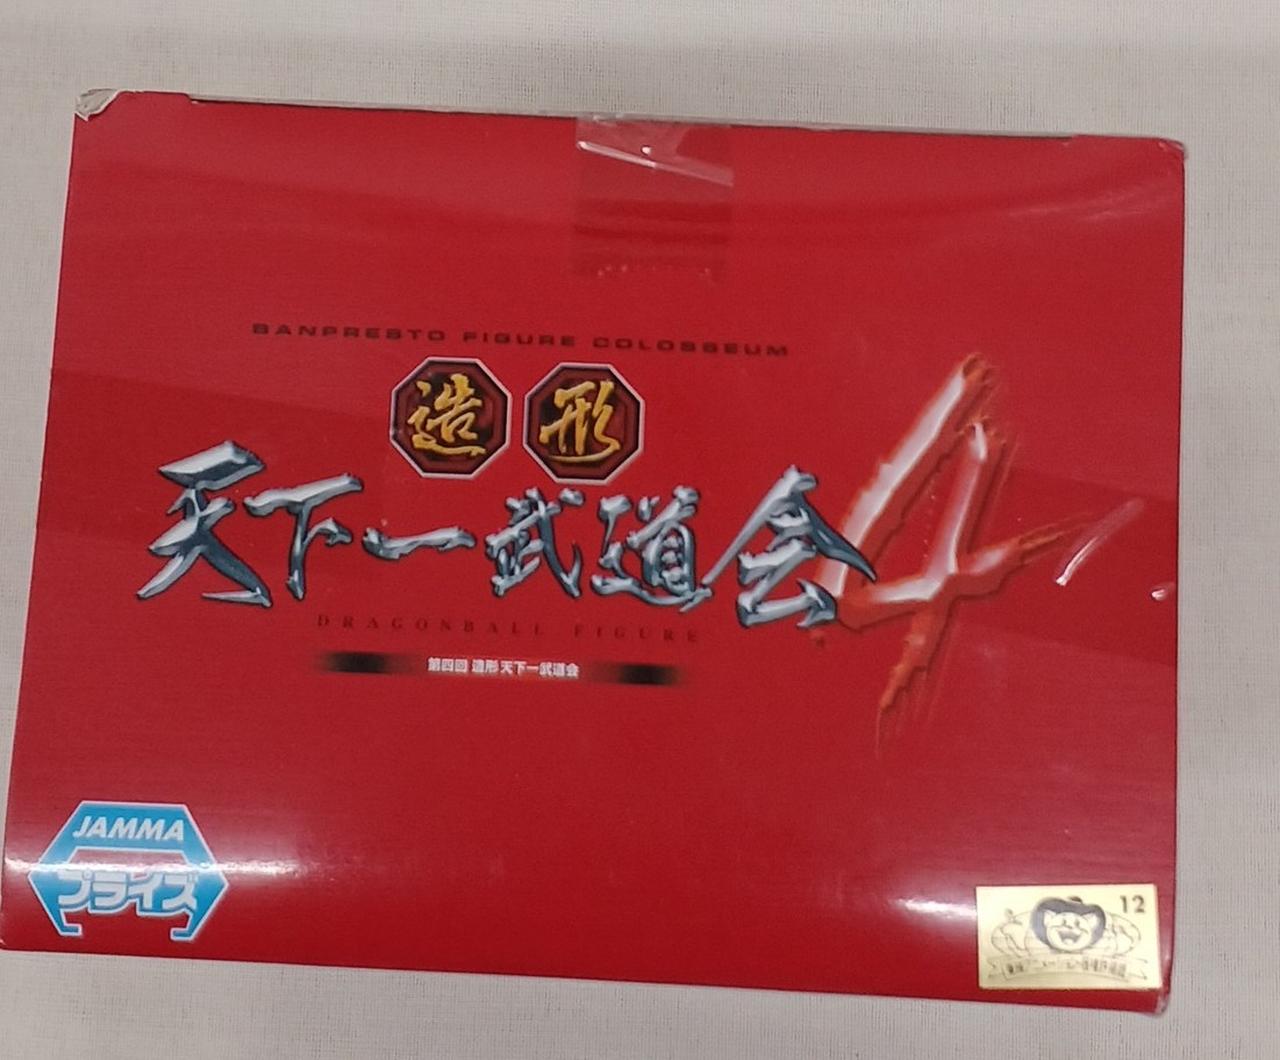 BANPRESTO FIGURE COLOSSEUM
造形
天下一武道会4
DRAGONBALL FIGURE
第四回 造形 天下一武道会
JAMMA
プライズ
12